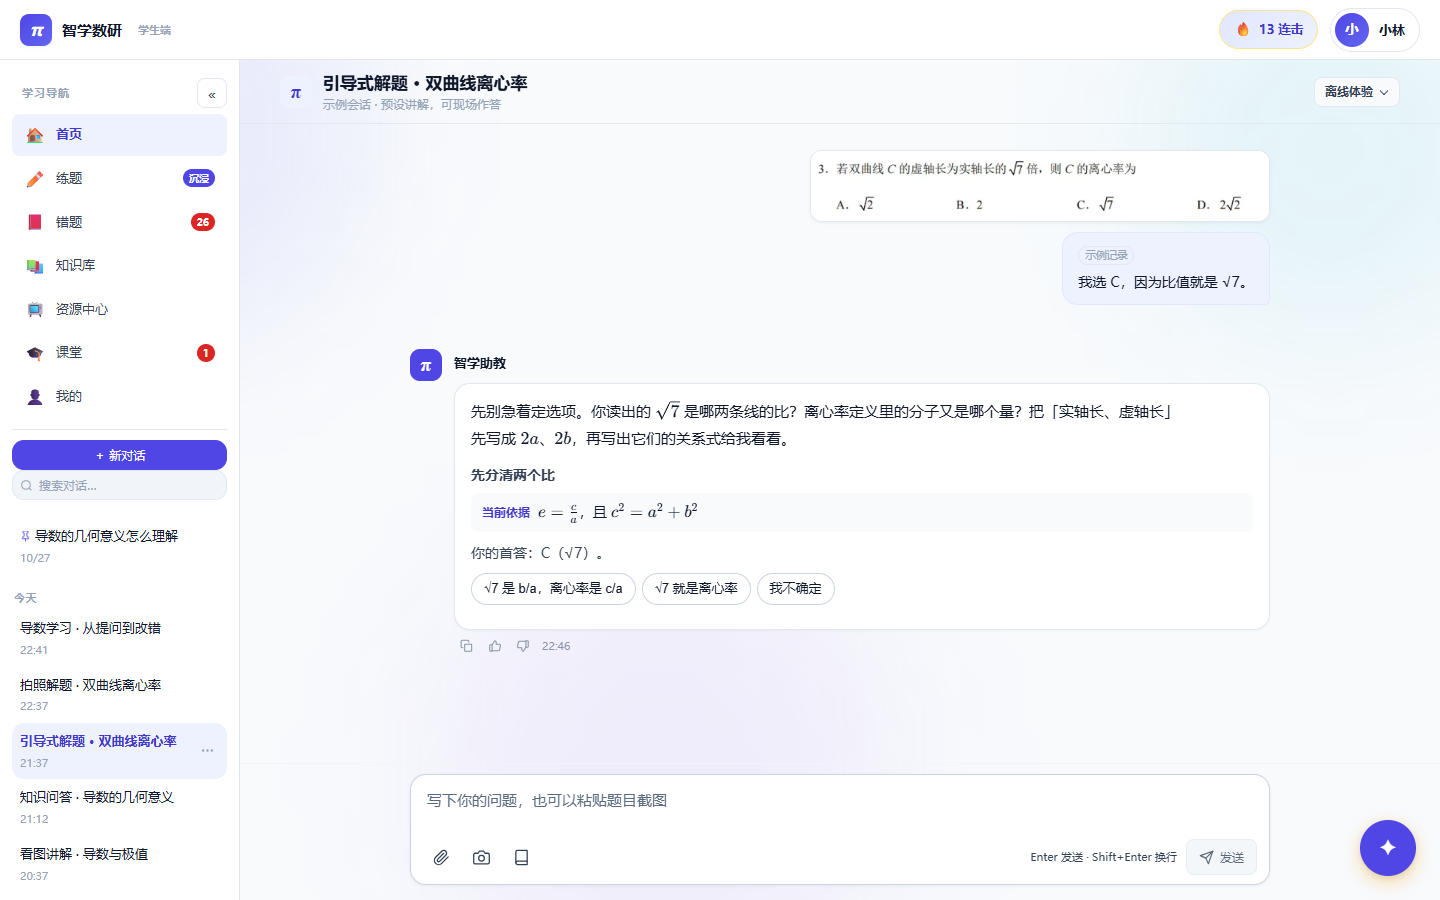 π 智学数研 学生端
13 连击
小 小林
学习导航 «
首页
练题 沉浸
错题 26
知识库
资源中心
课堂 1
我的
+ 新对话
搜索对话...
导数的几何意义怎么理解
10/27
今天
导数学习 · 从提问到改错
22:41
拍照解题 · 双曲线离心率
22:37
引导式解题 • 双曲线离心率 ...
21:37
知识问答 · 导数的几何意义
21:12
看图讲解 · 导数与极值
20:37
π 引导式解题 • 双曲线离心率
示例会话 · 预设讲解，可现场作答
离线体验
3. 若双曲线 C 的虚轴长为实轴长的 √7 倍，则 C 的离心率为
A. √2 B. 2 C. √7 D. 2√2
示例记录
我选 C，因为比值就是 √7。
π 智学助教
先别急着定选项。你读出的 √7 是哪两条线的比？离心率定义里的分子又是哪个量？把「实轴长、虚轴长」
先写成 2a、2b，再写出它们的关系式给我看看。
先分清两个比
当前依据 e = c/a，且 c² = a² + b²
你的首答：C（√7）。
√7 是 b/a，离心率是 c/a √7 就是离心率 我不确定
22:46
写下你的问题，也可以粘贴题目截图
Enter 发送 · Shift+Enter 换行 发送